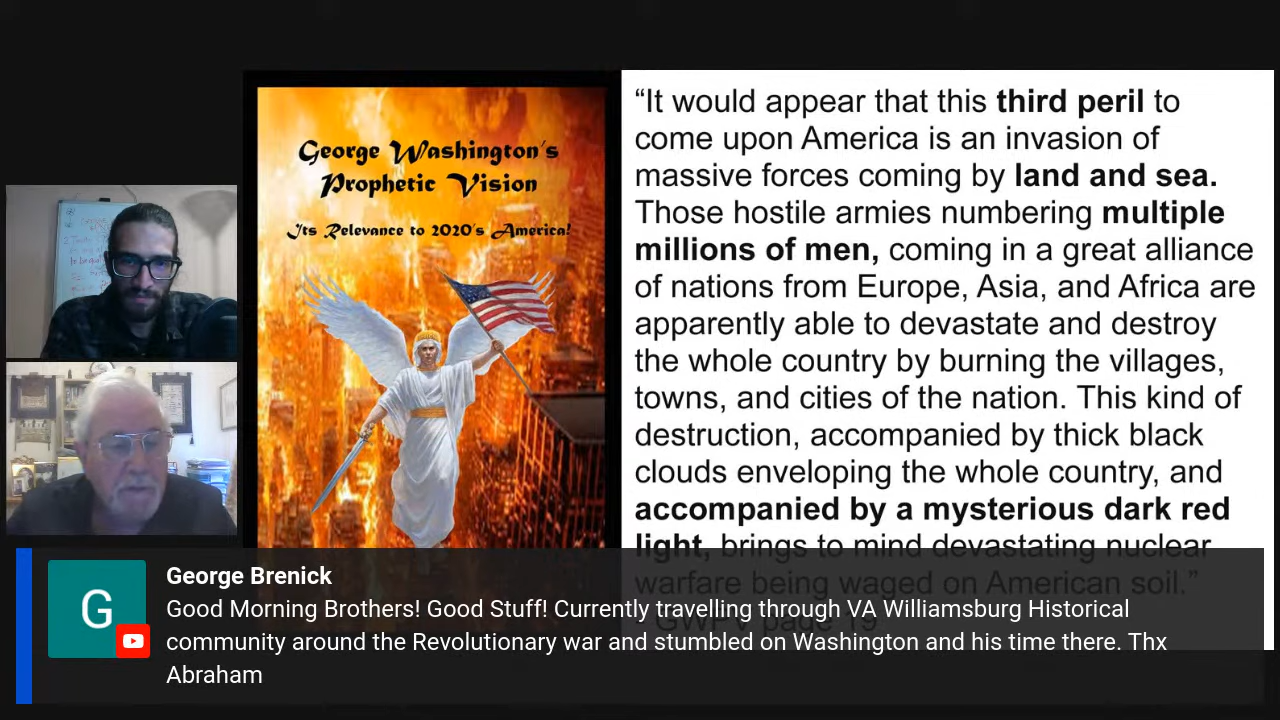 George Washington's
Prophetic Vision
Its Relevance to 2020's America!
“It would appear that this third peril to
come upon America is an invasion of
massive forces coming by land and sea.
Those hostile armies numbering multiple
millions of men, coming in a great alliance
of nations from Europe, Asia, and Africa are
apparently able to devastate and destroy
the whole country by burning the villages,
towns, and cities of the nation. This kind of
destruction, accompanied by thick black
clouds enveloping the whole country, and
accompanied by a mysterious dark red
light, brings to mind devastating nuclear
warfare being waged on American soil.”
- GWPV page 19
G
George Brenick
Good Morning Brothers! Good Stuff! Currently travelling through VA Williamsburg Historical
community around the Revolutionary war and stumbled on Washington and his time there. Thx
Abraham